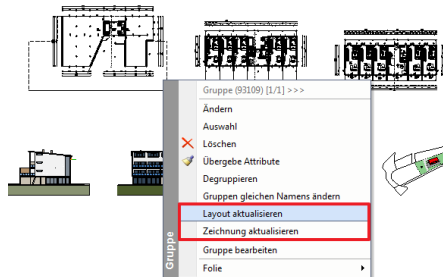 Gruppe (93109) [1/1] >>>
Ändern
Auswahl
Löschen
Übergebe Attribute
Degruppieren
Gruppen gleichen Namens ändern
Layout aktualisieren
Zeichnung aktualisieren
Gruppe bearbeiten
Folie
Gruppe